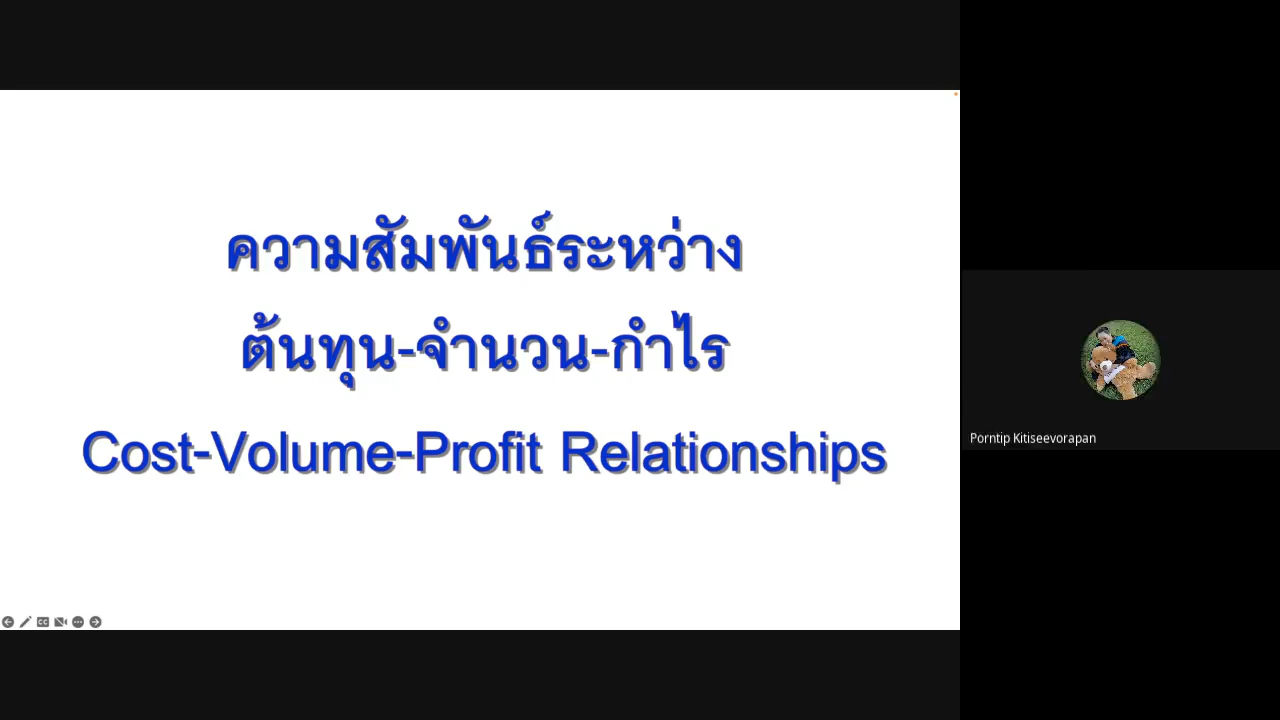 ความสัมพันธ์ระหว่าง
ต้นทุน-จำนวน-กำไร
Cost-Volume-Profit Relationships
Porntip Kitiseevorapan